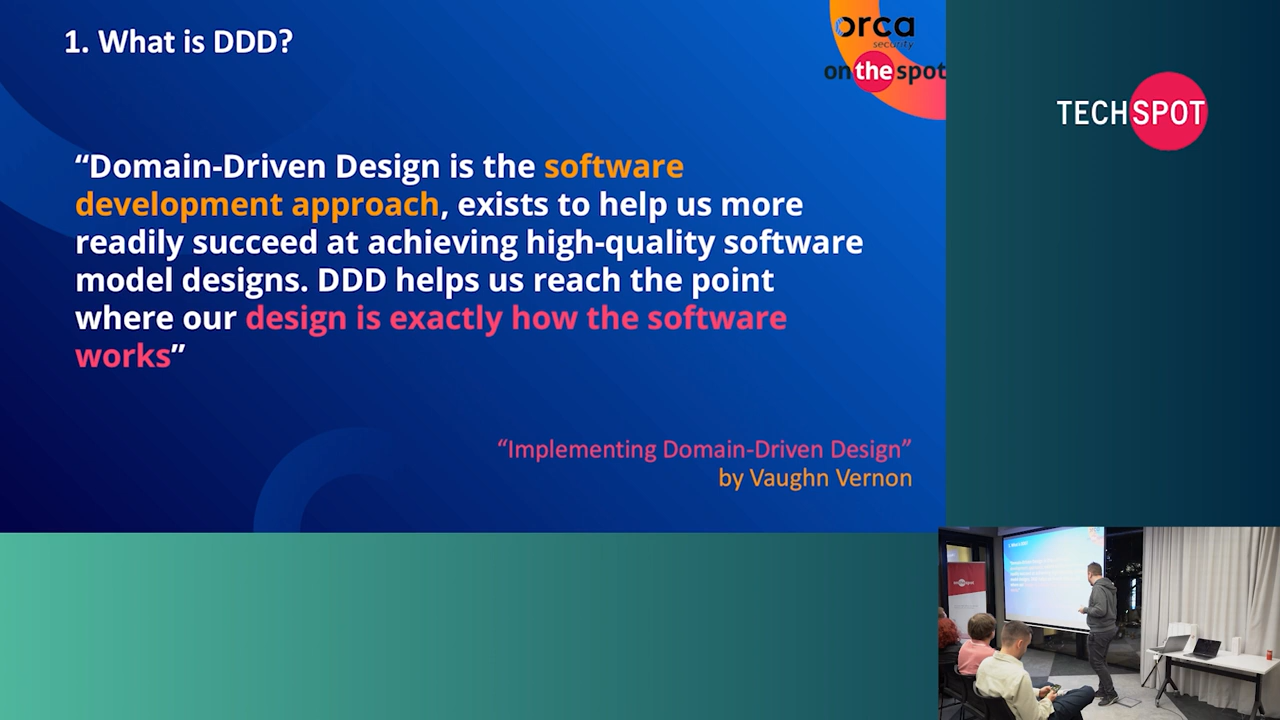 1. What is DDD?
orca
security
on the spot
TECHSPOT
“Domain-Driven Design is the software
development approach, exists to help us more
readily succeed at achieving high-quality software
model designs. DDD helps us reach the point
where our design is exactly how the software
works”
“Implementing Domain-Driven Design”
by Vaughn Vernon